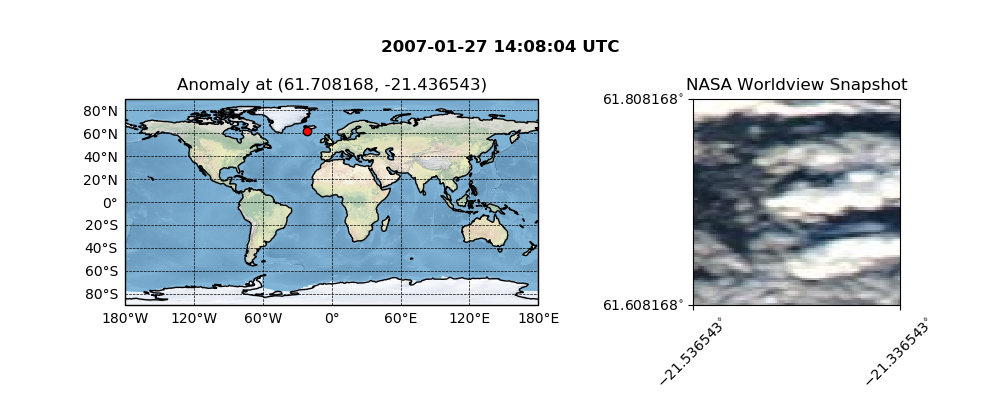 2007-01-27 14:08:04 UTC
Anomaly at (61.708168, -21.436543)
80°N
60°N
40°N
20°N
0°
20°S
40°S
60°S
80°S
180°W 120°W 60°W 0° 60°E 120°E 180°E
NASA Worldview Snapshot
61.808168°
61.608168°
−21.536543°
−21.336543°